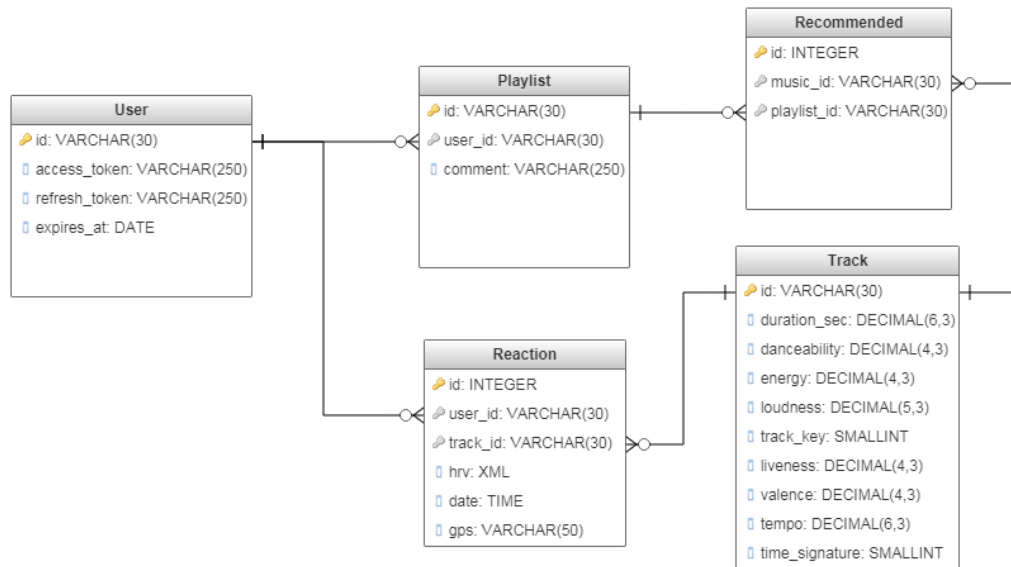 User
id: VARCHAR(30)
access_token: VARCHAR(250)
refresh_token: VARCHAR(250)
expires_at: DATE
Playlist
id: VARCHAR(30)
user_id: VARCHAR(30)
comment: VARCHAR(250)
Recommended
id: INTEGER
music_id: VARCHAR(30)
playlist_id: VARCHAR(30)
Reaction
id: INTEGER
user_id: VARCHAR(30)
track_id: VARCHAR(30)
hrv: XML
date: TIME
gps: VARCHAR(50)
Track
id: VARCHAR(30)
duration_sec: DECIMAL(6,3)
danceability: DECIMAL(4,3)
energy: DECIMAL(4,3)
loudness: DECIMAL(5,3)
track_key: SMALLINT
liveness: DECIMAL(4,3)
valence: DECIMAL(4,3)
tempo: DECIMAL(6,3)
time_signature: SMALLINT